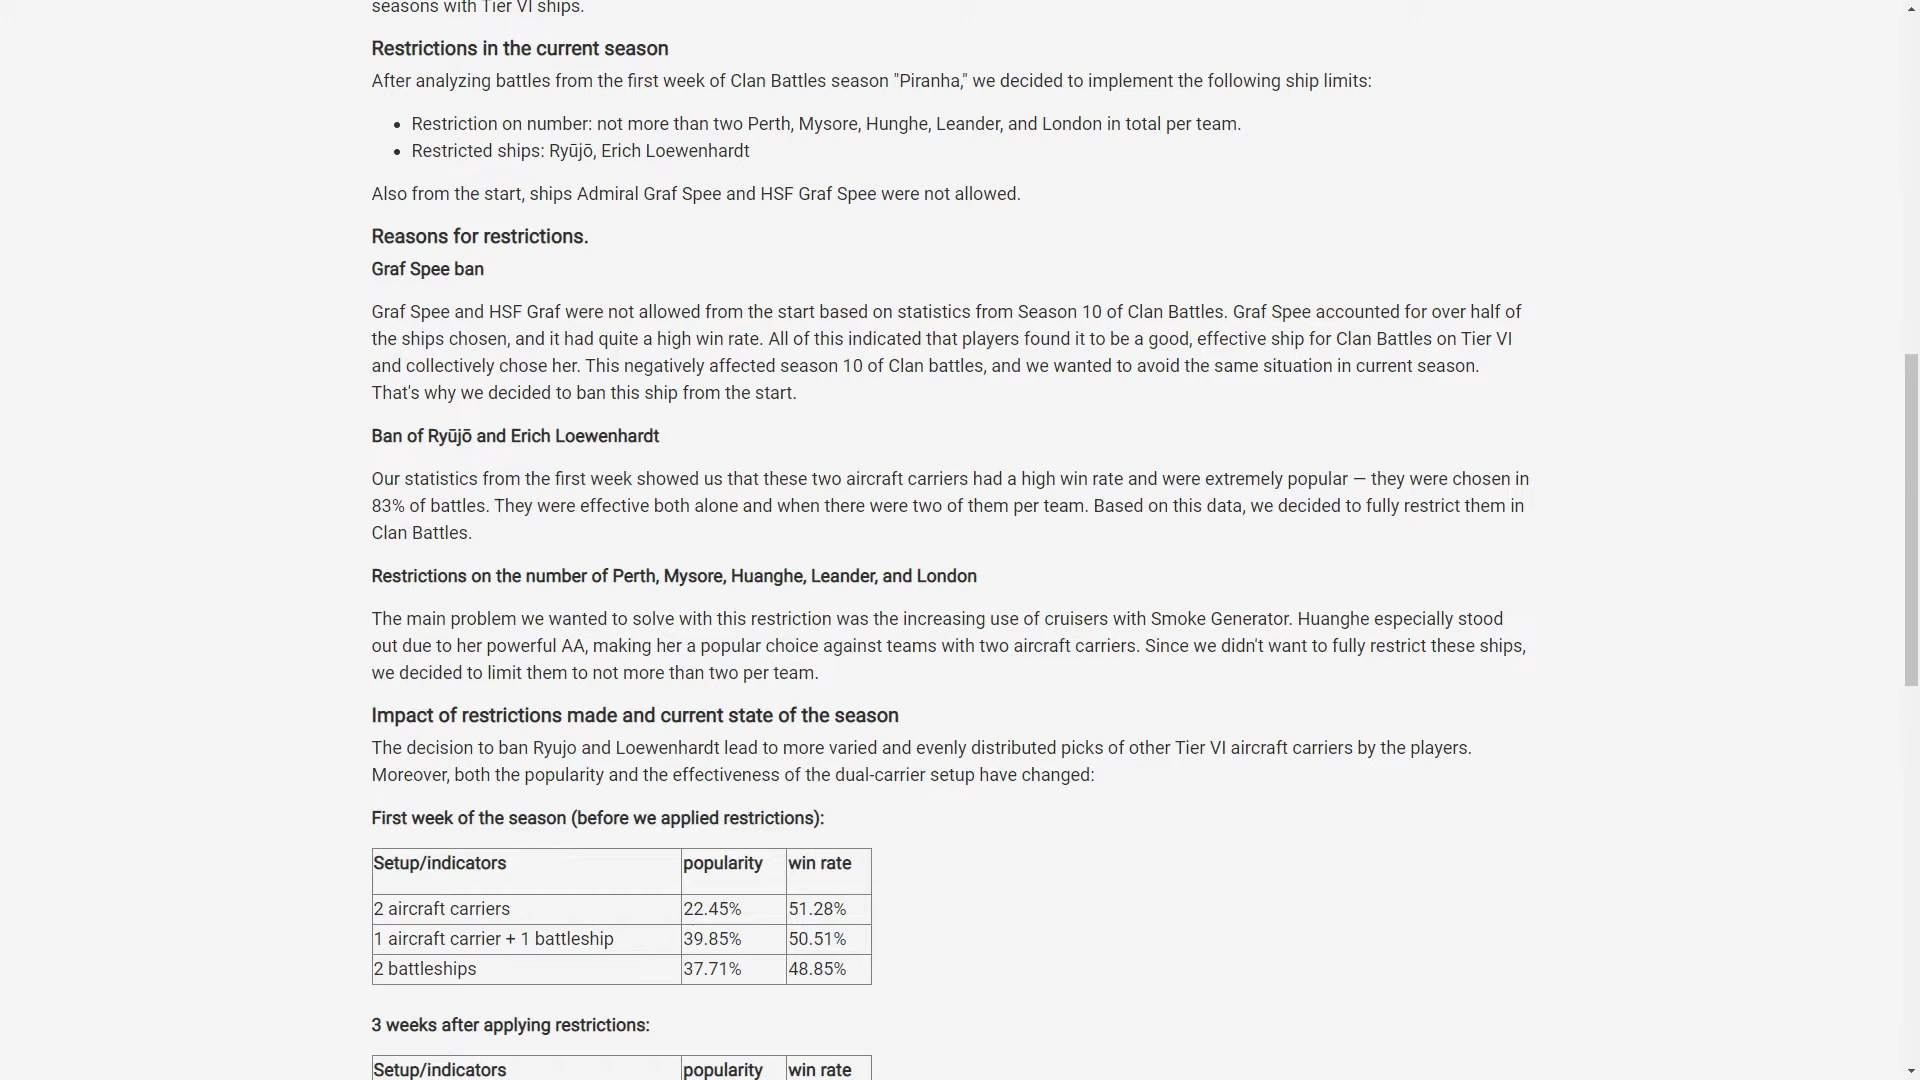 seasons with Tier VI ships.
Restrictions in the current season
After analyzing battles from the first week of Clan Battles season "Piranha," we decided to implement the following ship limits:
• Restriction on number: not more than two Perth, Mysore, Hunghe, Leander, and London in total per team.
• Restricted ships: Ryūjō, Erich Loewenhardt
Also from the start, ships Admiral Graf Spee and HSF Graf Spee were not allowed.
Reasons for restrictions.
Graf Spee ban
Graf Spee and HSF Graf were not allowed from the start based on statistics from Season 10 of Clan Battles. Graf Spee accounted for over half of
the ships chosen, and it had quite a high win rate. All of this indicated that players found it to be a good, effective ship for Clan Battles on Tier VI
and collectively chose her. This negatively affected season 10 of Clan battles, and we wanted to avoid the same situation in current season.
That's why we decided to ban this ship from the start.
Ban of Ryūjō and Erich Loewenhardt
Our statistics from the first week showed us that these two aircraft carriers had a high win rate and were extremely popular — they were chosen in
83% of battles. They were effective both alone and when there were two of them per team. Based on this data, we decided to fully restrict them in
Clan Battles.
Restrictions on the number of Perth, Mysore, Huanghe, Leander, and London
The main problem we wanted to solve with this restriction was the increasing use of cruisers with Smoke Generator. Huanghe especially stood
out due to her powerful AA, making her a popular choice against teams with two aircraft carriers. Since we didn't want to fully restrict these ships,
we decided to limit them to not more than two per team.
Impact of restrictions made and current state of the season
The decision to ban Ryujo and Loewenhardt lead to more varied and evenly distributed picks of other Tier VI aircraft carriers by the players.
Moreover, both the popularity and the effectiveness of the dual-carrier setup have changed:
First week of the season (before we applied restrictions):
Setup/indicators popularity win rate
2 aircraft carriers 22.45% 51.28%
1 aircraft carrier + 1 battleship 39.85% 50.51%
2 battleships 37.71% 48.85%
3 weeks after applying restrictions:
Setup/indicators popularity win rate